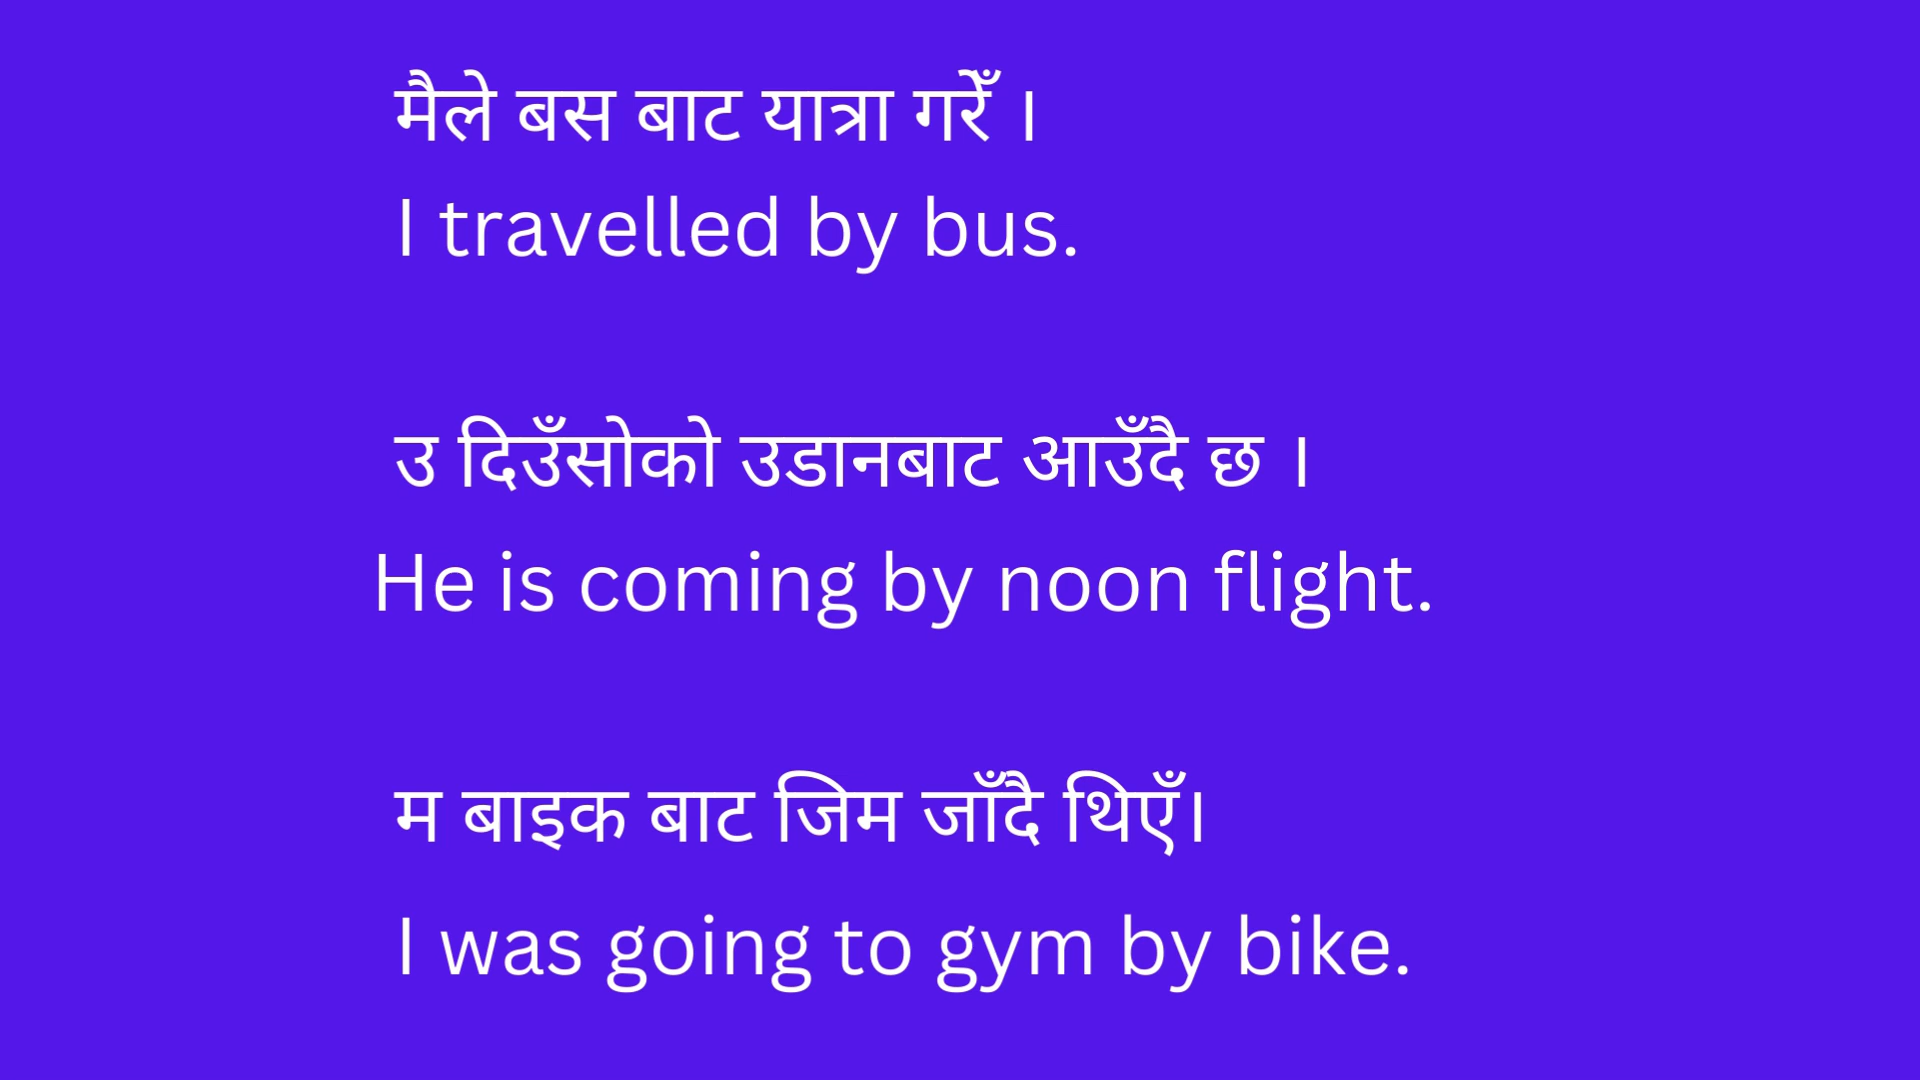 मैले बस बाट यात्रा गरेँ ।
I travelled by bus.
उ दिउँसोको उडानबाट आउँदै छ ।
He is coming by noon flight.
म बाइक बाट जिम जाँदै थिएँ।
I was going to gym by bike.